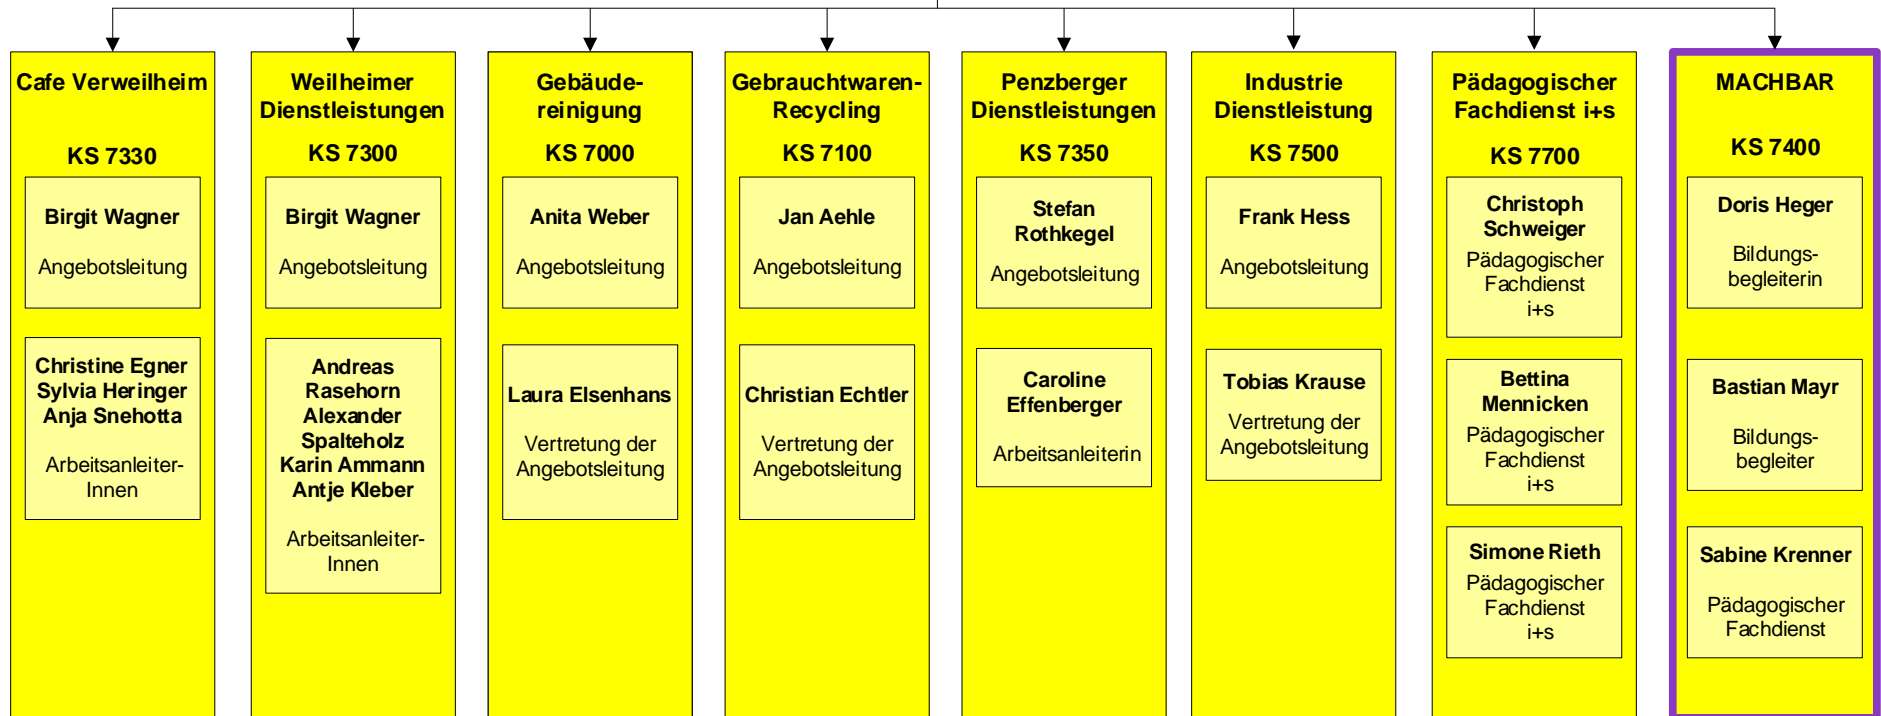 Cafe Verweilheim
KS 7330
Birgit Wagner
Angebotsleitung
Christine Egner
Sylvia Heringer
Anja Snehotta
Arbeitsanleiter-
Innen
Weilheimer
Dienstleistungen
KS 7300
Birgit Wagner
Angebotsleitung
Andreas
Rasehorn
Alexander
Spalteholz
Karin Ammann
Antje Kleber
Arbeitsanleiter-
Innen
Gebäude-
reinigung
KS 7000
Anita Weber
Angebotsleitung
Laura Elsenhans
Vertretung der
Angebotsleitung
Gebrauchtwaren-
Recycling
KS 7100
Jan Aehle
Angebotsleitung
Christian Echtler
Vertretung der
Angebotsleitung
Penzberger
Dienstleistungen
KS 7350
Stefan
Rothkegel
Angebotsleitung
Caroline
Effenberger
Arbeitsanleiterin
Industrie
Dienstleistung
KS 7500
Frank Hess
Angebotsleitung
Tobias Krause
Vertretung der
Angebotsleitung
Pädagogischer
Fachdienst i+s
KS 7700
Christoph
Schweiger
Pädagogischer
Fachdienst
i+s
Bettina
Mennicken
Pädagogischer
Fachdienst
i+s
Simone Rieth
Pädagogischer
Fachdienst
i+s
MACHBAR
KS 7400
Doris Heger
Bildungs-
begleiterin
Bastian Mayr
Bildungs-
begleiter
Sabine Krenner
Pädagogischer
Fachdienst